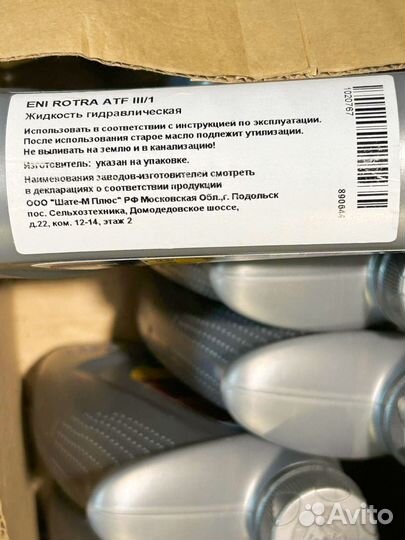 ENI ROTRA ATF III/1
Жидкость гидравлическая
Использовать в соответствии с инструкцией по эксплуатации.
После использования старое масло подлежит утилизации.
Не выливать на землю и в канализацию!
Изготовитель: указан на упаковке.
Наименования заводов-изготовителей смотреть
в декларациях о соответствии продукции
ООО "Шате-М Плюс" РФ Московская Обл.,г. Подольск
пос. Сельхозтехника, Домодедовское шоссе,
д.22, ком. 12-14, этаж 2
1020767
890646
Avito